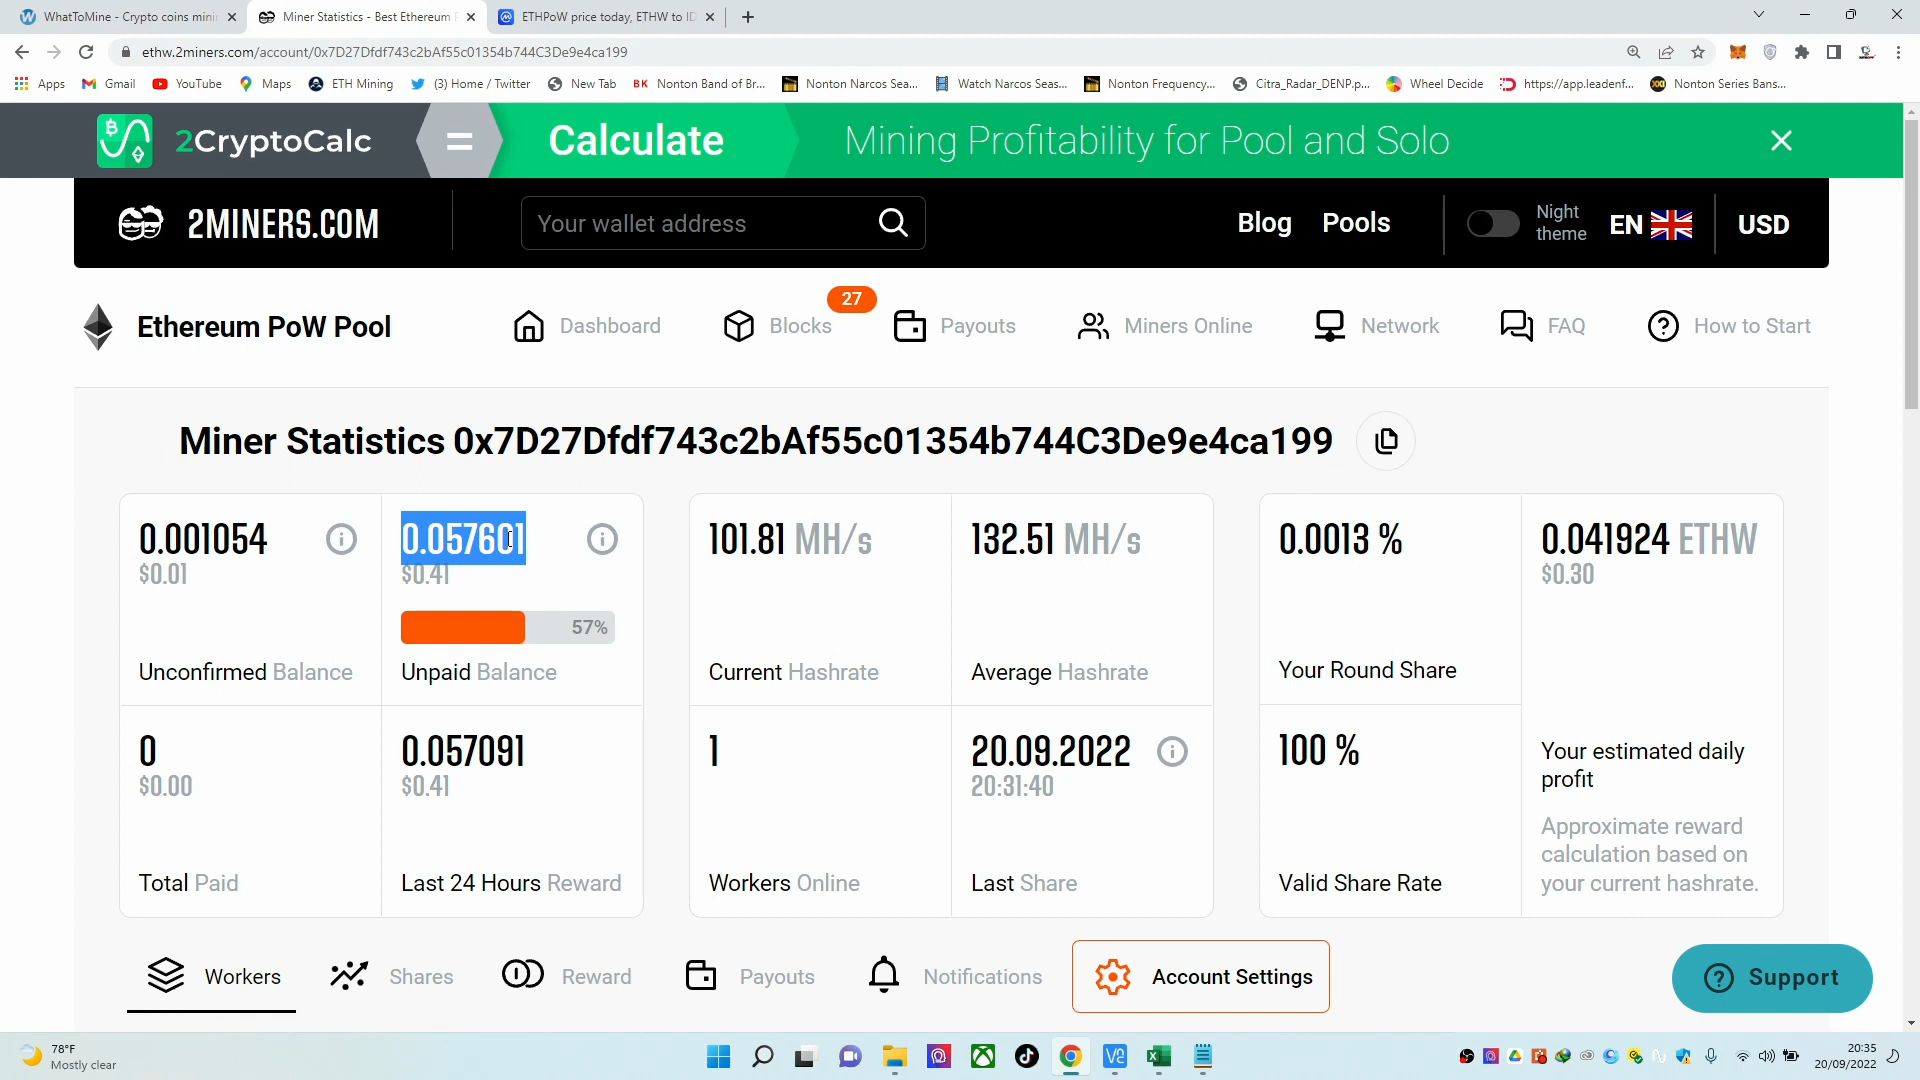 WhatToMine - Crypto coins mini
Miner Statistics - Best Ethereum P
ETHPoW price today, ETHW to ID
ethw.2miners.com/account/0x7D27Dfdf743c2bAf55c01354b744C3De9e4ca199
Apps
Gmail
YouTube
Maps
ETH Mining
(3) Home / Twitter
New Tab
BK Nonton Band of Br...
Nonton Narcos Sea...
Watch Narcos Seas...
Nonton Frequency...
Citra_Radar_DENP.p...
Wheel Decide
https://app.leadenf...
Nonton Series Bans...
2CryptoCalc
=
Calculate
Mining Profitability for Pool and Solo
2MINERS.COM
Your wallet address
Blog
Pools
Night
theme
EN
USD
Ethereum PoW Pool
Dashboard
Blocks
27
Payouts
Miners Online
Network
FAQ
How to Start
Miner Statistics 0x7D27Dfdf743c2bAf55c01354b744C3De9e4ca199
0.001054
$0.01
Unconfirmed Balance
0.057601
$0.41
57%
Unpaid Balance
101.81 MH/s
Current Hashrate
132.51 MH/s
Average Hashrate
0.0013 %
Your Round Share
0.041924 ETHW
$0.30
0
$0.00
Total Paid
0.057091
$0.41
Last 24 Hours Reward
1
Workers Online
20.09.2022
20:31:40
Last Share
100 %
Valid Share Rate
Your estimated daily
profit
Approximate reward
calculation based on
your current hashrate.
Workers
Shares
Reward
Payouts
Notifications
Account Settings
Support
78°F
Mostly clear
20:35
20/09/2022